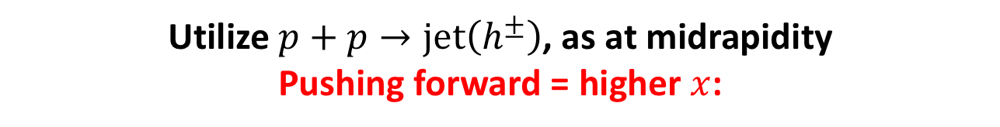 Utilize p + p → jet(h±), as at midrapidity
Pushing forward = higher x: